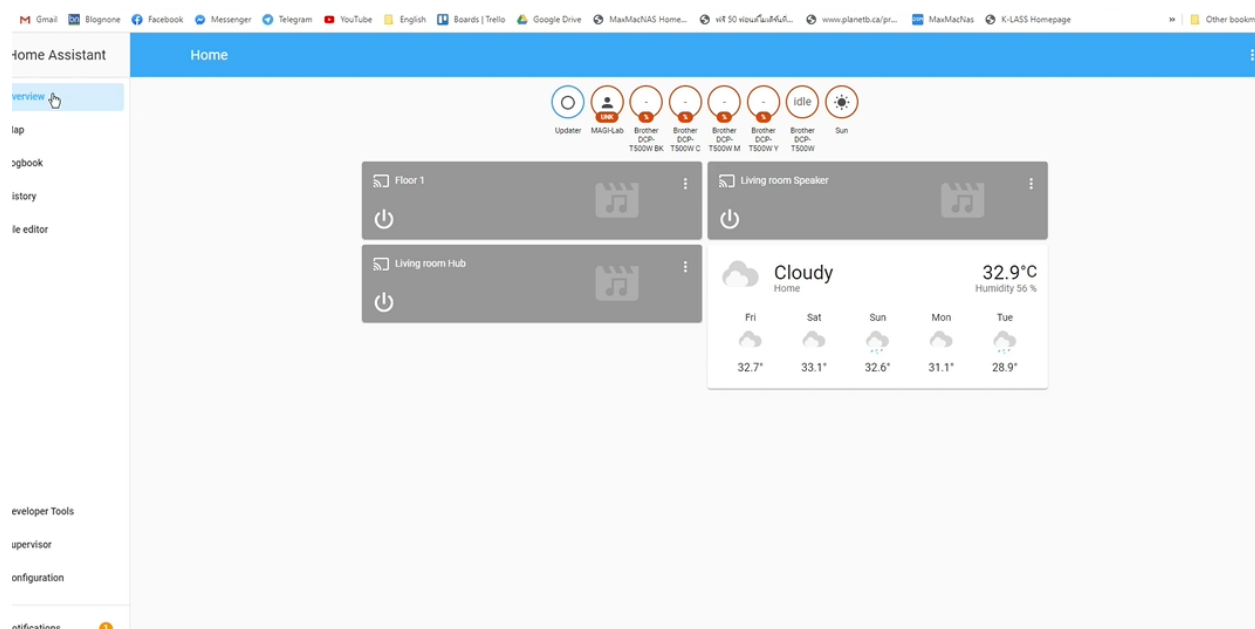 Gmail Blognone Facebook Messenger Telegram YouTube English Boards | Trello Google Drive MaxMacNAS Home... www.planetb.ca/pr... MaxMacNas K-LASS Homepage » Other bookm
Home Assistant
Home
verview
ap
ogbook
istory
le editor
eveloper Tools
upervisor
onfiguration
otifications
UNK % % % % idle
Updater MAGI-Lab Brother DCP-T500W BK Brother DCP-T500W C Brother DCP-T500W M Brother DCP-T500W Y Brother DCP-T500W Sun
Floor 1
Living room Speaker
Living room Hub
Cloudy 32.9°C
Home Humidity 56 %
Fri Sat Sun Mon Tue
32.7° 33.1° 32.6° 31.1° 28.9°